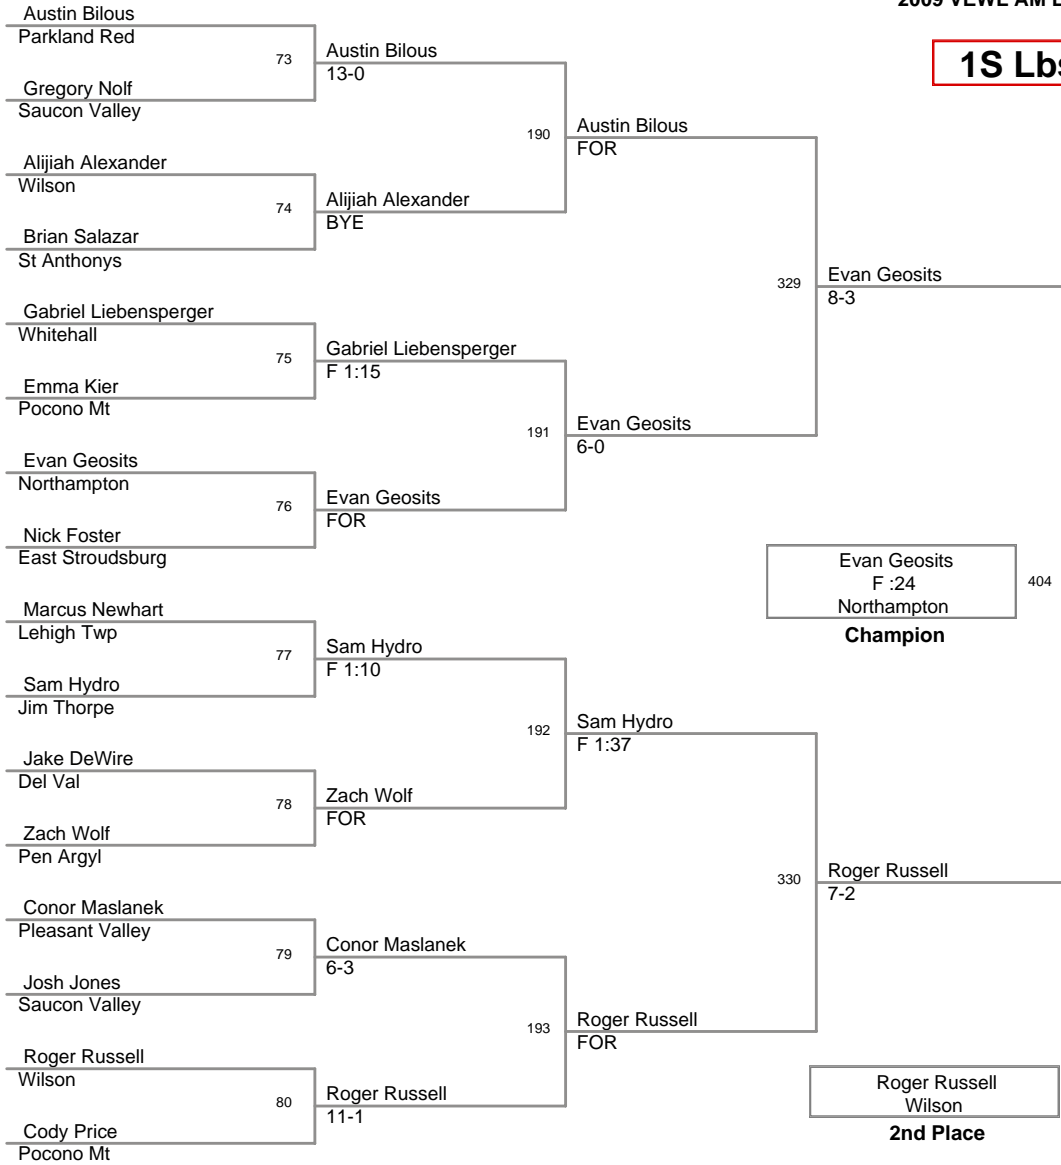 2009 VEWL AM
1S Lbs
Austin Bilous
Parkland Red
73
Gregory Nolf
Saucon Valley
Austin Bilous
13-0
Alijiah Alexander
Wilson
74
Brian Salazar
St Anthonys
Alijiah Alexander
BYE
190
Austin Bilous
FOR
Gabriel Liebensperger
Whitehall
75
Emma Kier
Pocono Mt
Gabriel Liebensperger
F 1:15
Evan Geosits
Northampton
76
Nick Foster
East Stroudsburg
Evan Geosits
FOR
191
Evan Geosits
6-0
329
Evan Geosits
8-3
Evan Geosits
F :24
Northampton
404
Champion
Marcus Newhart
Lehigh Twp
77
Sam Hydro
Jim Thorpe
Sam Hydro
F 1:10
Jake DeWire
Del Val
78
Zach Wolf
Pen Argyl
Zach Wolf
FOR
192
Sam Hydro
F 1:37
Conor Maslanek
Pleasant Valley
79
Josh Jones
Saucon Valley
Conor Maslanek
6-3
Roger Russell
Wilson
80
Cody Price
Pocono Mt
Roger Russell
11-1
193
Roger Russell
FOR
330
Roger Russell
7-2
Roger Russell
Wilson
2nd Place